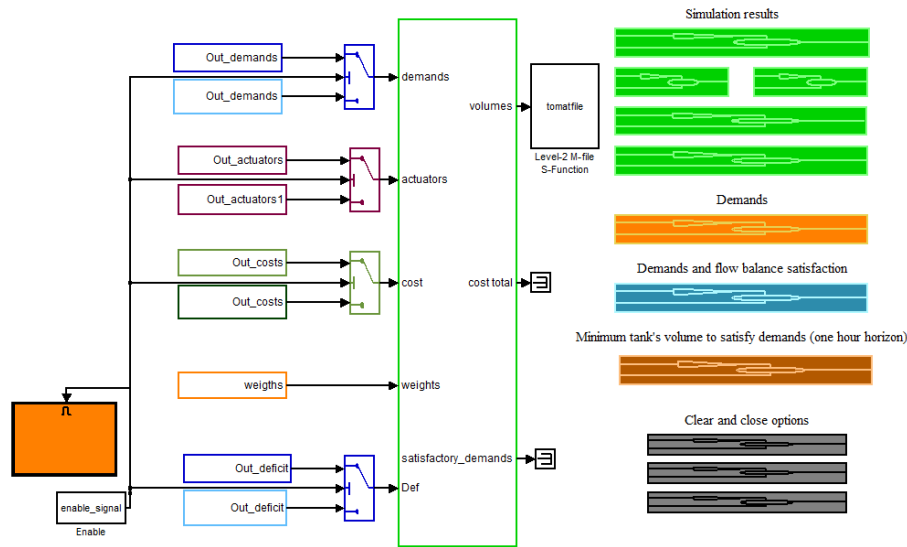 Out_demands
Out_demands
demands
Out_actuators
Out_actuators1
actuators
Out_costs
Out_costs
cost
weigths
weights
Out_deficit
Out_deficit
Def
enable_signal
Enable
volumes
cost total
satisfactory_demands
tomatfile
Level-2 M-file
S-Function
Simulation results
Demands
Demands and flow balance satisfaction
Minimum tank's volume to satisfy demands (one hour horizon)
Clear and close options